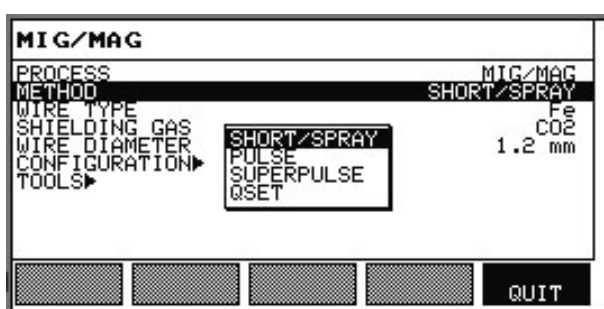 MIG/MAG
PROCESS MIG/MAG
METHOD SHORT/SPRAY
WIRE TYPE Fe
SHIELDING GAS CO2
WIRE DIAMETER 1.2 mm
CONFIGURATION▶
TOOLS▶
SHORT/SPRAY
PULSE
SUPERPULSE
QSET
QUIT